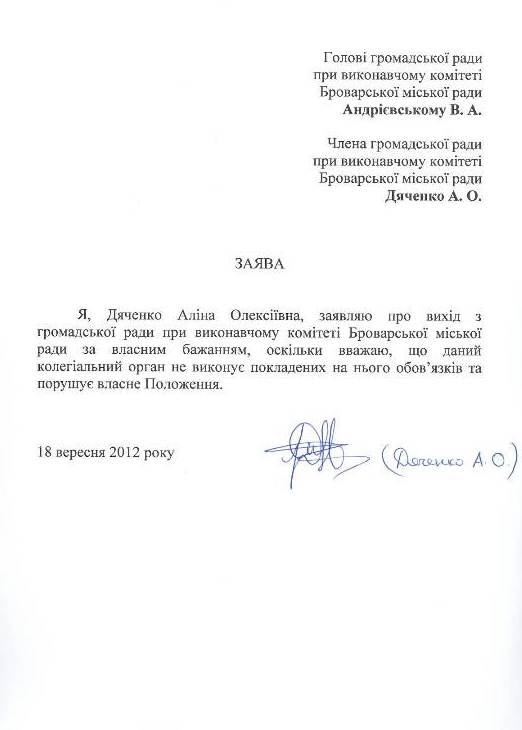 Голові громадської ради
при виконавчому комітеті
Броварської міської ради
Андрієвському В. А.
Члена громадської ради
при виконавчому комітеті
Броварської міської ради
Дяченко А. О.
ЗАЯВА
Я, Дяченко Аліна Олексіївна, заявляю про вихід з
громадської ради при виконавчому комітеті Броварської міської
ради за власним бажанням, оскільки вважаю, що даний
колегіальний орган не виконує покладених на нього обов’язків та
порушує власне Положення.
18 вересня 2012 року
(Дяченко А. О.)